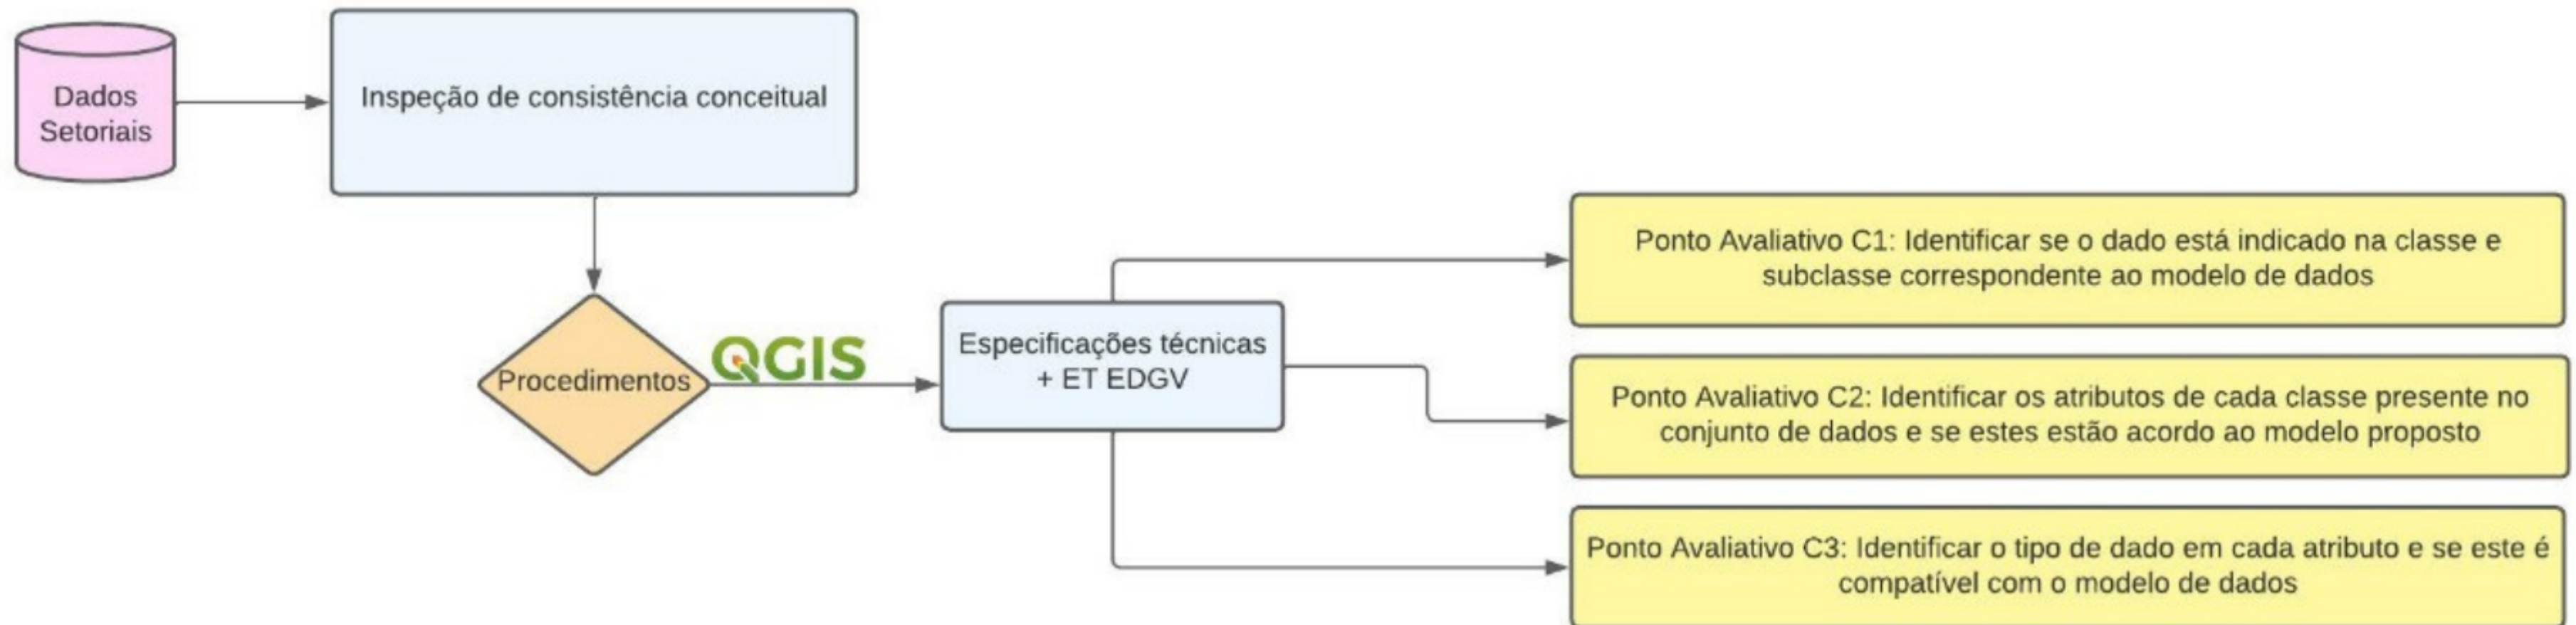 Dados
Setoriais
Inspeção de consistência conceitual
Procedimentos
QGIS
Especificações técnicas
+ ET EDGV
Ponto Avaliativo C1: Identificar se o dado está indicado na classe e
subclasse correspondente ao modelo de dados
Ponto Avaliativo C2: Identificar os atributos de cada classe presente no
conjunto de dados e se estes estão acordo ao modelo proposto
Ponto Avaliativo C3: Identificar o tipo de dado em cada atributo e se este é
compatível com o modelo de dados